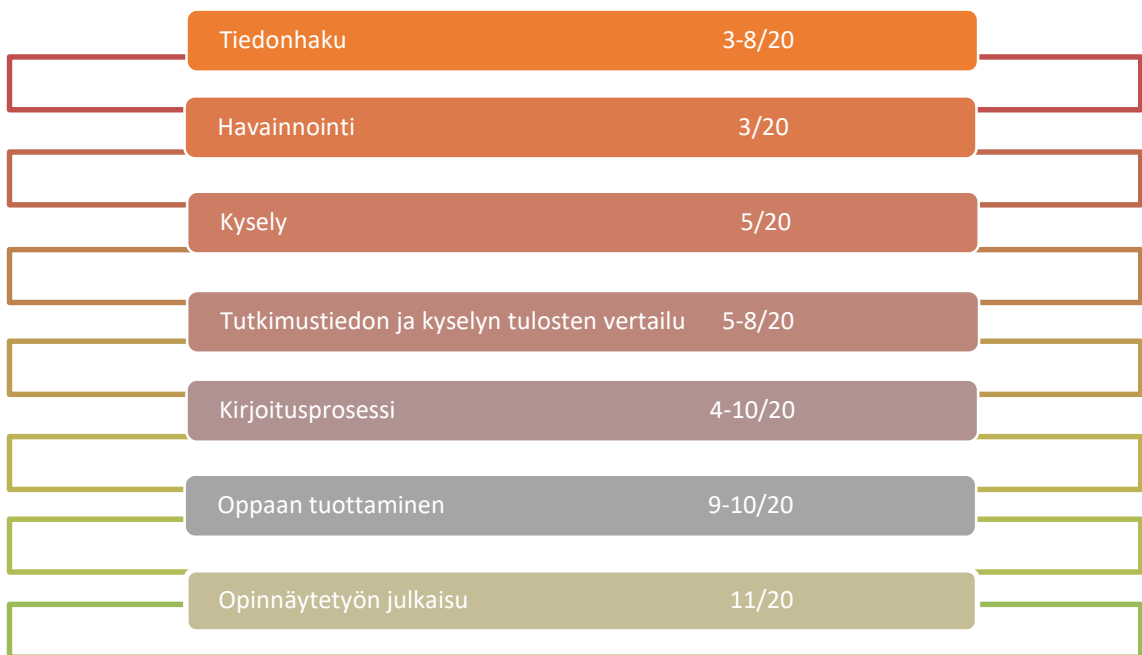 Tiedonhaku 3-8/20
Havainnointi 3/20
Kysely 5/20
Tutkimustiedon ja kyselyn tulosten vertailu 5-8/20
Kirjoitusprosessi 4-10/20
Oppaan tuottaminen 9-10/20
Opinnäytetyön julkaisu 11/20